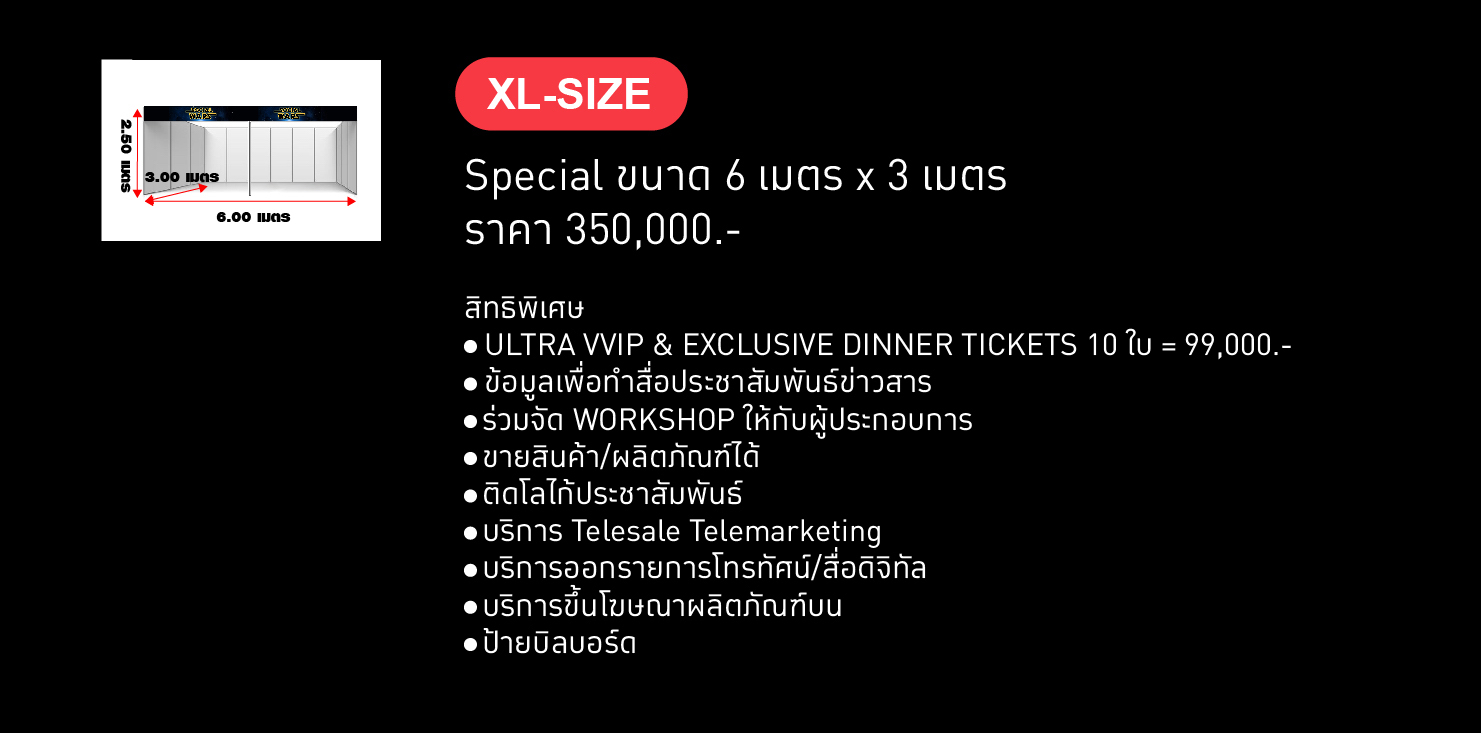 XL-SIZE
2.50 เมตร
3.00 เมตร
6.00 เมตร
Special ขนาด 6 เมตร x 3 เมตร
ราคา 350,000.-
สิทธิพิเศษ
● ULTRA VVIP & EXCLUSIVE DINNER TICKETS 10 ใบ = 99,000.-
● ข้อมูลเพื่อทำสื่อประชาสัมพันธ์ข่าวสาร
● ร่วมจัด WORKSHOP ให้กับผู้ประกอบการ
● ขายสินค้า/ผลิตภัณฑ์ได้
● ติดโลโก้ประชาสัมพันธ์
● บริการ Telesale Telemarketing
● บริการออกรายการโทรทัศน์/สื่อดิจิทัล
● บริการขึ้นโฆษณาผลิตภัณฑ์บน
● ป้ายบิลบอร์ด